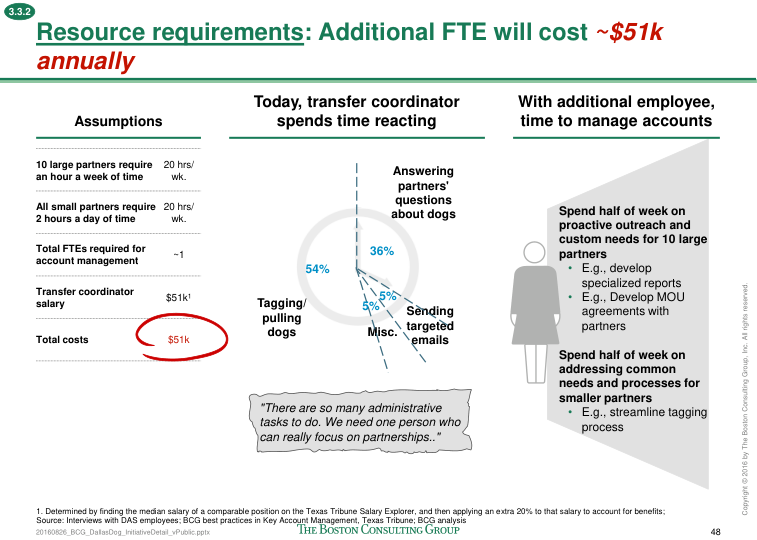 3.3.2
Resource requirements: Additional FTE will cost ~$51k
annually
Assumptions
10 large partners require
an hour a week of time
20 hrs/
wk.
All small partners require
2 hours a day of time
20 hrs/
wk.
Total FTEs required for
account management
~1
Transfer coordinator
salary
$51k¹
Total costs
$51k
Today, transfer coordinator
spends time reacting
Answering
partners'
questions
about dogs
36%
54%
5%
5%
Tagging/
pulling
dogs
Misc.
Sending
targeted
emails
"There are so many administrative
tasks to do. We need one person who
can really focus on partnerships.."
With additional employee,
time to manage accounts
Spend half of week on
proactive outreach and
custom needs for 10 large
partners
• E.g., develop
specialized reports
• E.g., Develop MOU
agreements with
partners
Spend half of week on
addressing common
needs and processes for
smaller partners
• E.g., streamline tagging
process
Copyright © 2016 by The Boston Consulting Group, Inc. All rights reserved.
1. Determined by finding the median salary of a comparable position on the Texas Tribune Salary Explorer, and then applying an extra 20% to that salary to account for benefits;
Source: Interviews with DAS employees; BCG best practices in Key Account Management, Texas Tribune; BCG analysis
20160826_BCG_DallasDog_InitiativeDetail_vPublic.pptx
THE BOSTON CONSULTING GROUP
48